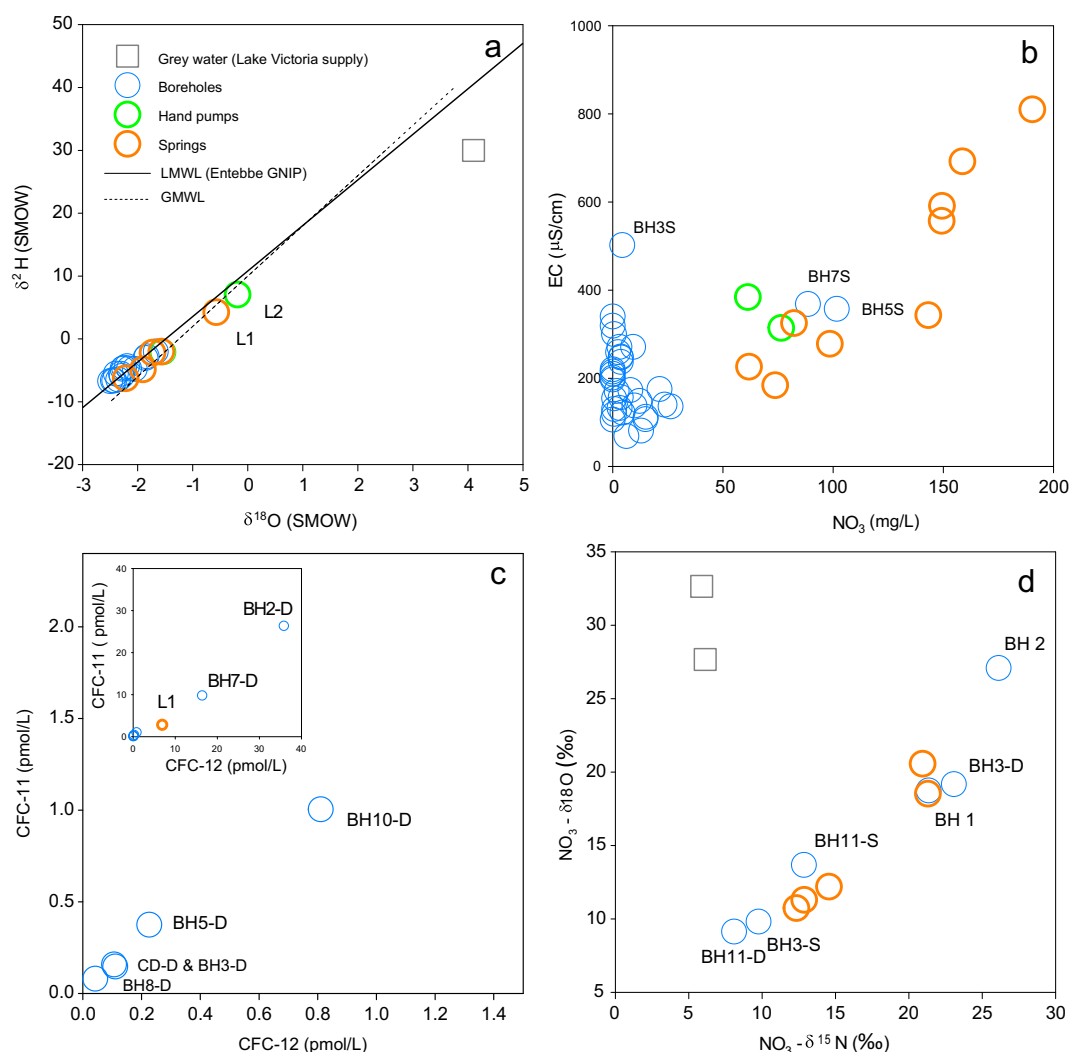 a
50
40
30
20
10
0
-10
-20
δ²H (SMOW)
Grey water (Lake Victoria supply)
Boreholes
Hand pumps
Springs
LMWL (Entebbe GNIP)
GMWL
L2
L1
-3 -2 -1 0 1 2 3 4 5
δ¹⁸O (SMOW)
b
1000
800
600
400
200
0
EC (µS/cm)
BH3S
BH7S
BH5S
0 50 100 150 200
NO₃ (mg/L)
c
2.0
1.5
1.0
0.5
0.0
CFC-11 (pmol/L)
40
30
20
10
0
CFC-11 ( pmol/L)
BH2-D
BH7-D
L1
0 10 20 30 40
CFC-12 (pmol/L)
BH10-D
BH5-D
CD-D & BH3-D
BH8-D
0.0 0.2 0.4 0.6 0.8 1.0 1.2 1.4
CFC-12 (pmol/L)
d
35
30
25
20
15
10
5
NO₃ - δ18O (‰)
BH 2
BH3-D
BH 1
BH11-S
BH3-S
BH11-D
0 5 10 15 20 25 30
NO₃ - δ¹⁵N (‰)